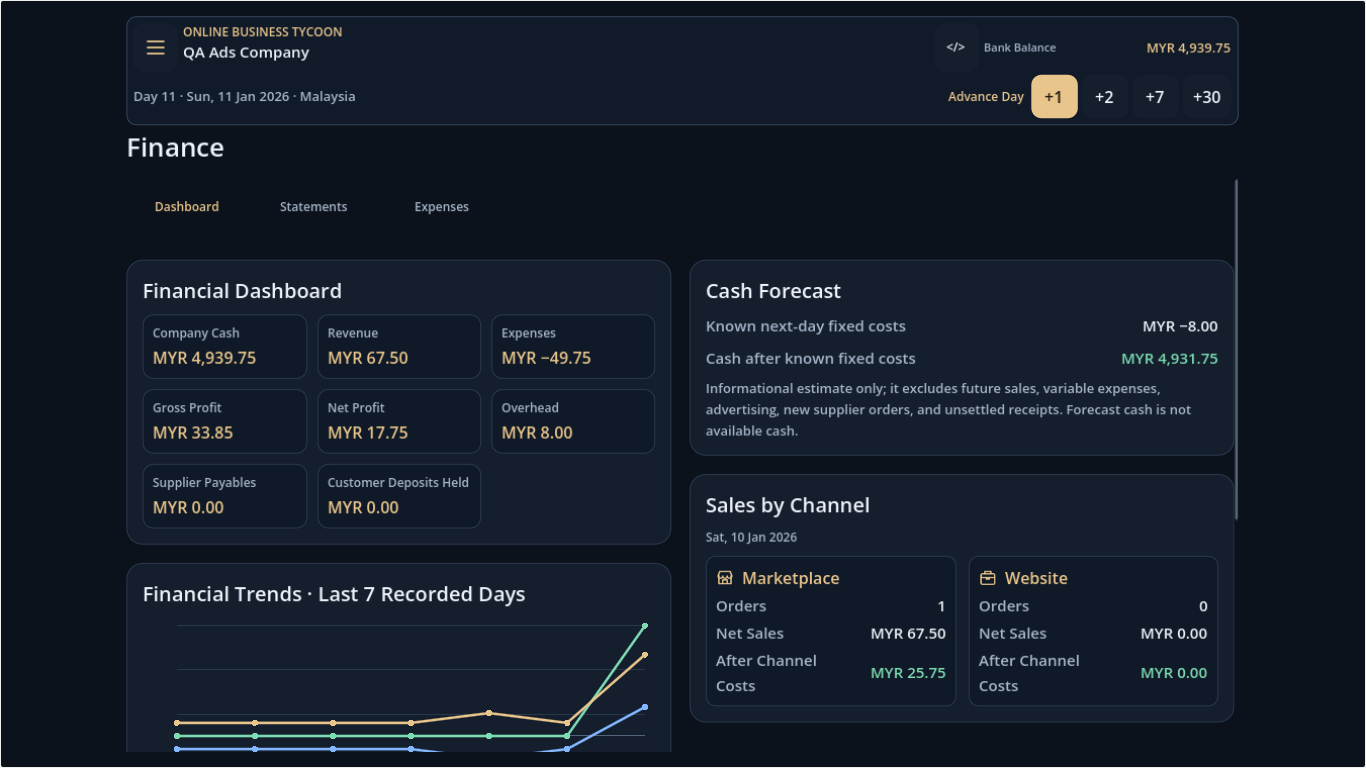 ONLINE BUSINESS TYCOON
QA Ads Company
</> Bank Balance MYR 4,939.75
Day 11 · Sun, 11 Jan 2026 · Malaysia
Advance Day +1 +2 +7 +30
Finance
Dashboard Statements Expenses
Financial Dashboard
Company Cash
MYR 4,939.75
Revenue
MYR 67.50
Expenses
MYR −49.75
Gross Profit
MYR 33.85
Net Profit
MYR 17.75
Overhead
MYR 8.00
Supplier Payables
MYR 0.00
Customer Deposits Held
MYR 0.00
Financial Trends · Last 7 Recorded Days
Cash Forecast
Known next-day fixed costs MYR −8.00
Cash after known fixed costs MYR 4,931.75
Informational estimate only; it excludes future sales, variable expenses,
advertising, new supplier orders, and unsettled receipts. Forecast cash is not
available cash.
Sales by Channel
Sat, 10 Jan 2026
Marketplace
Orders 1
Net Sales MYR 67.50
After Channel
Costs MYR 25.75
Website
Orders 0
Net Sales MYR 0.00
After Channel
Costs MYR 0.00